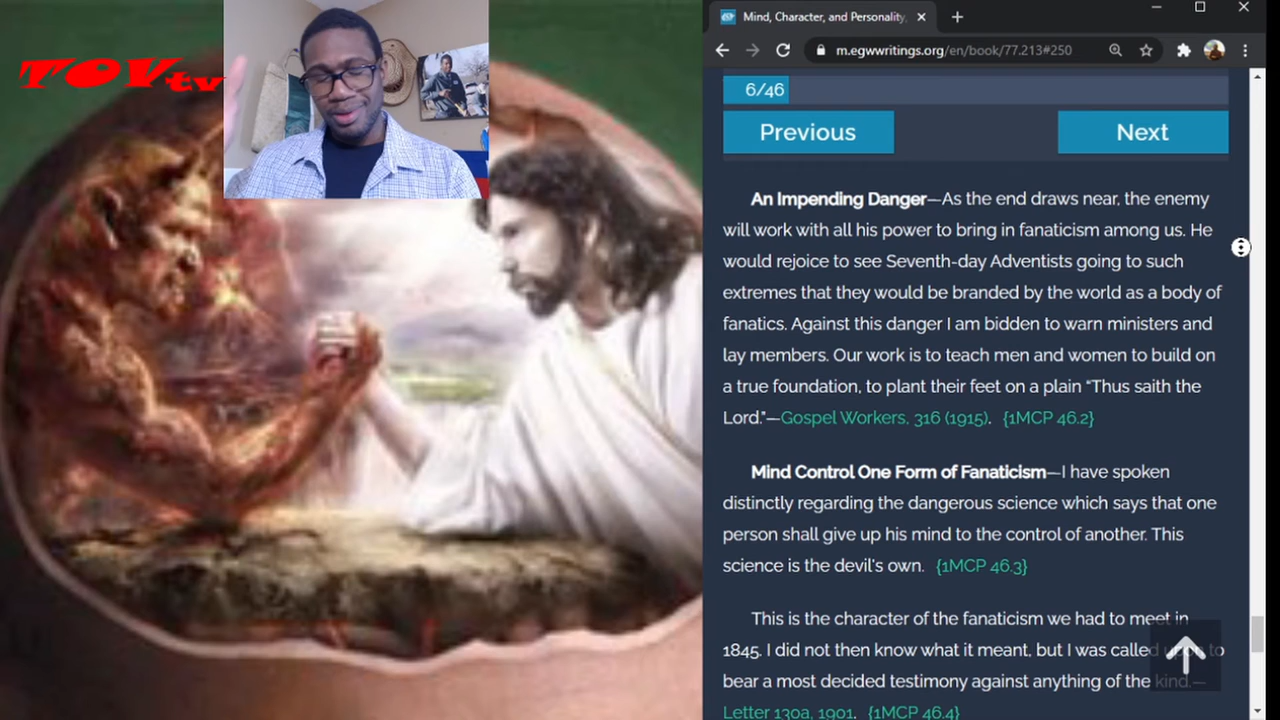 TOVtv
Mind, Character, and Personality,
m.egwwritings.org/en/book/77.213#250
6/46
Previous
Next
An Impending Danger—As the end draws near, the enemy
will work with all his power to bring in fanaticism among us. He
would rejoice to see Seventh-day Adventists going to such
extremes that they would be branded by the world as a body of
fanatics. Against this danger I am bidden to warn ministers and
lay members. Our work is to teach men and women to build on
a true foundation, to plant their feet on a plain “Thus saith the
Lord.”—Gospel Workers, 316 (1915). {1MCP 46.2}
Mind Control One Form of Fanaticism—I have spoken
distinctly regarding the dangerous science which says that one
person shall give up his mind to the control of another. This
science is the devil's own. {1MCP 46.3}
This is the character of the fanaticism we had to meet in
1845. I did not then know what it meant, but I was called upon to
bear a most decided testimony against anything of the kind.—
Letter 130a, 1901. {1MCP 46.4}